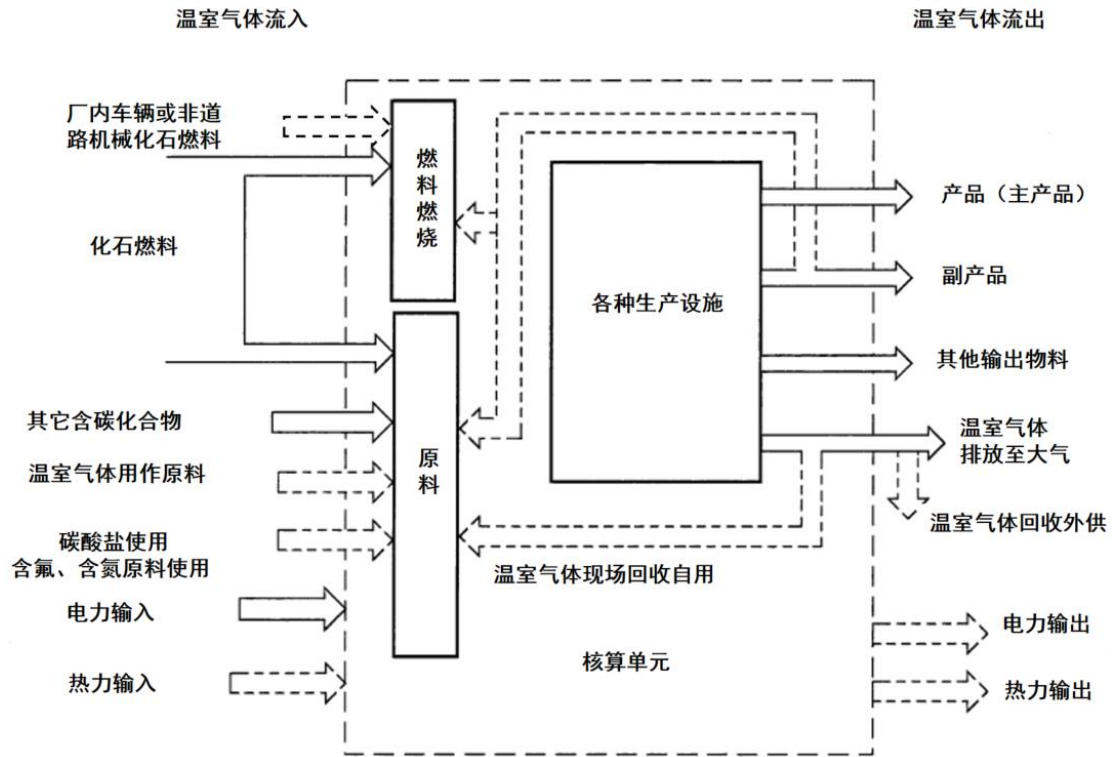 温室气体流入
温室气体流出
厂内车辆或非道
路机械化石燃料
化石燃料
其它含碳化合物
温室气体用作原料
碳酸盐使用
含氟、含氮原料使用
电力输入
热力输入
燃料燃烧
原料
各种生产设施
温室气体现场回收自用
核算单元
产品（主产品）
副产品
其他输出物料
温室气体
排放至大气
温室气体回收外供
电力输出
热力输出